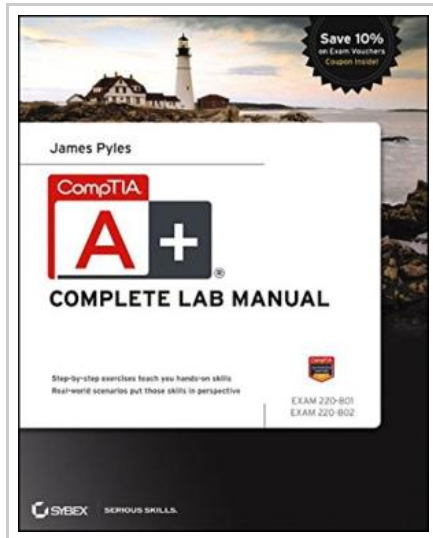 Save 10%
on Exam Vouchers
Coupon Inside!
James Pyles
CompTIA
A+
®
COMPLETE LAB MANUAL
Step-by-step exercises teach you hands-on skills
Real-world scenarios put those skills in perspective
CompTIA
EXAM 220-801
EXAM 220-802
SYBEX SERIOUS SKILLS.